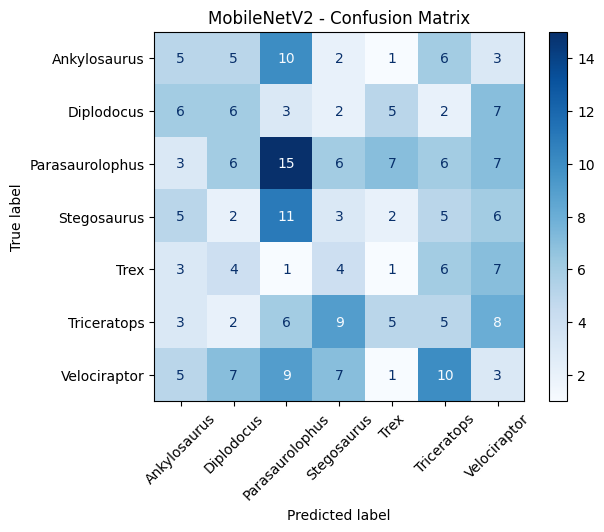 MobileNetV2 - Confusion Matrix
True label
Ankylosaurus 5 5 10 2 1 6 3
Diplodocus 6 6 3 2 5 2 7
Parasaurolophus 3 6 15 6 7 6 7
Stegosaurus 5 2 11 3 2 5 6
Trex 3 4 1 4 1 6 7
Triceratops 3 2 6 9 5 5 8
Velociraptor 5 7 9 7 1 10 3
Ankylosaurus Diplodocus Parasaurolophus Stegosaurus Trex Triceratops Velociraptor
Predicted label
14
12
10
8
6
4
2